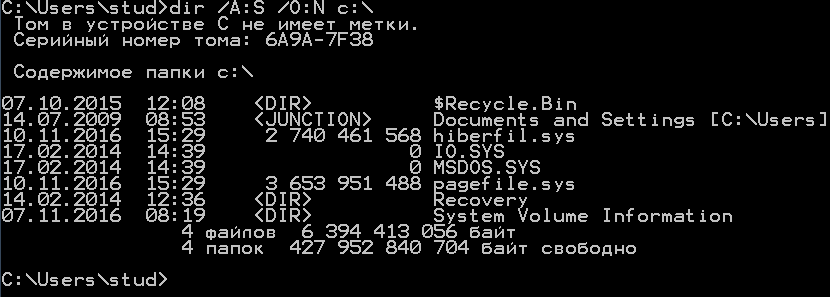 C:\Users\stud>dir /A:S /O:N c:\
Том в устройстве C не имеет метки.
Серийный номер тома: 6A9A-7F38
Содержимое папки c:\
07.10.2015  12:08    <DIR>          $Recycle.Bin
14.07.2009  08:53    <JUNCTION>     Documents and Settings [C:\Users]
10.11.2016  15:29     2 740 461 568 hiberfil.sys
17.02.2014  14:39                 0 IO.SYS
17.02.2014  14:39                 0 MSDOS.SYS
10.11.2016  15:29     3 653 951 488 pagefile.sys
14.02.2014  12:36    <DIR>          Recovery
07.11.2016  08:19    <DIR>          System Volume Information
4 файлов  6 394 413 056 байт
4 папок  427 952 840 704 байт свободно
C:\Users\stud>